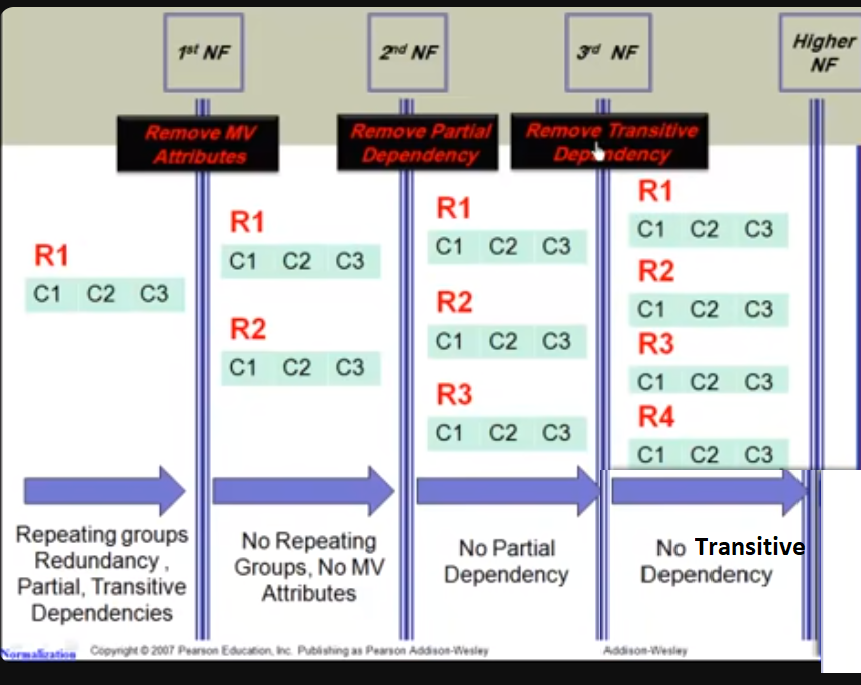 1st NF
2nd NF
3rd NF
Higher
NF
Remove MV
Attributes
Remove Partial
Dependency
Remove Transitive
Dependency
R1
C1 C2 C3
R1
C1 C2 C3
R2
C1 C2 C3
R1
C1 C2 C3
R2
C1 C2 C3
R3
C1 C2 C3
R1
C1 C2 C3
R2
C1 C2 C3
R3
C1 C2 C3
R4
C1 C2 C3
Repeating groups
Redundancy ,
Partial, Transitive
Dependencies
No Repeating
Groups, No MV
Attributes
No Partial
Dependency
No Transitive
Dependency
Normalization
Copyright © 2007 Pearson Education, Inc. Publishing as Pearson Addison-Wesley
Addison-Wesley